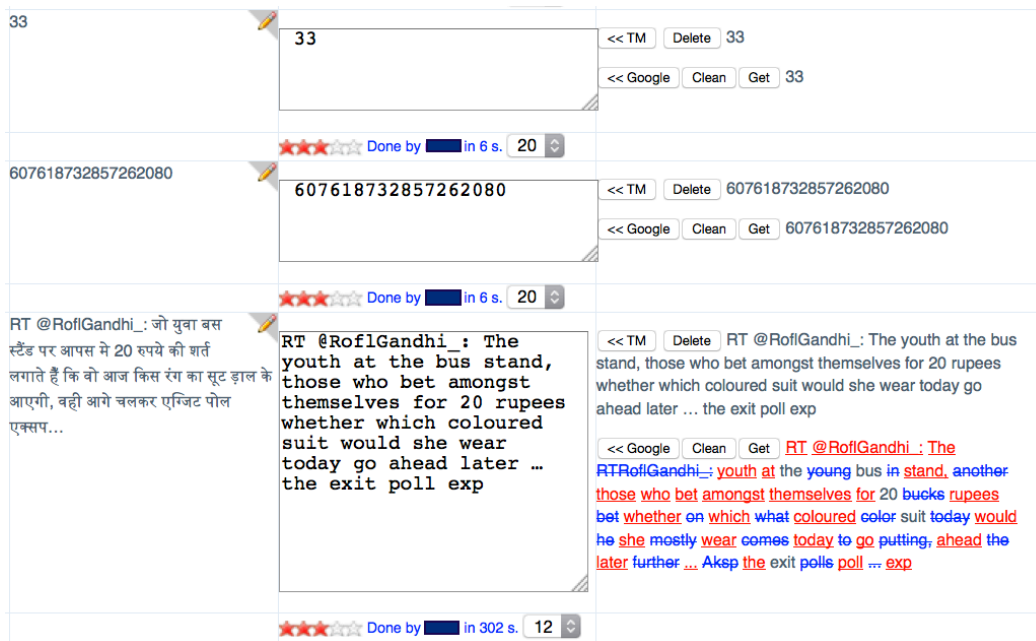 33
33
<< TM Delete 33
<< Google Clean Get 33
Done by in 6 s. 20
607618732857262080
607618732857262080
<< TM Delete 607618732857262080
<< Google Clean Get 607618732857262080
Done by in 6 s. 20
RT @RoflGandhi_: जो युवा बस
स्टैंड पर आपस मे 20 रुपये की शर्त
लगाते हैं कि वो आज किस रंग का सूट ड़ाल के
आएगी, वही आगे चलकर एग्जिट पोल
एक्सप...
RT @RoflGandhi_: The
youth at the bus stand,
those who bet amongst
themselves for 20 rupees
whether which coloured
suit would she wear
today go ahead later …
the exit poll exp
<< TM Delete RT @RoflGandhi_: The youth at the bus
stand, those who bet amongst themselves for 20 rupees
whether which coloured suit would she wear today go
ahead later … the exit poll exp
<< Google Clean Get RT @RoflGandhi_: The
RTRoflGandhi_: youth at the young bus in stand, another
those who bet amongst themselves for 20 bucks rupees
bet whether on which what coloured color suit today would
he she mostly wear comes today to go putting, ahead the
later further ... Aksp the exit polls poll ... exp
Done by in 302 s. 12